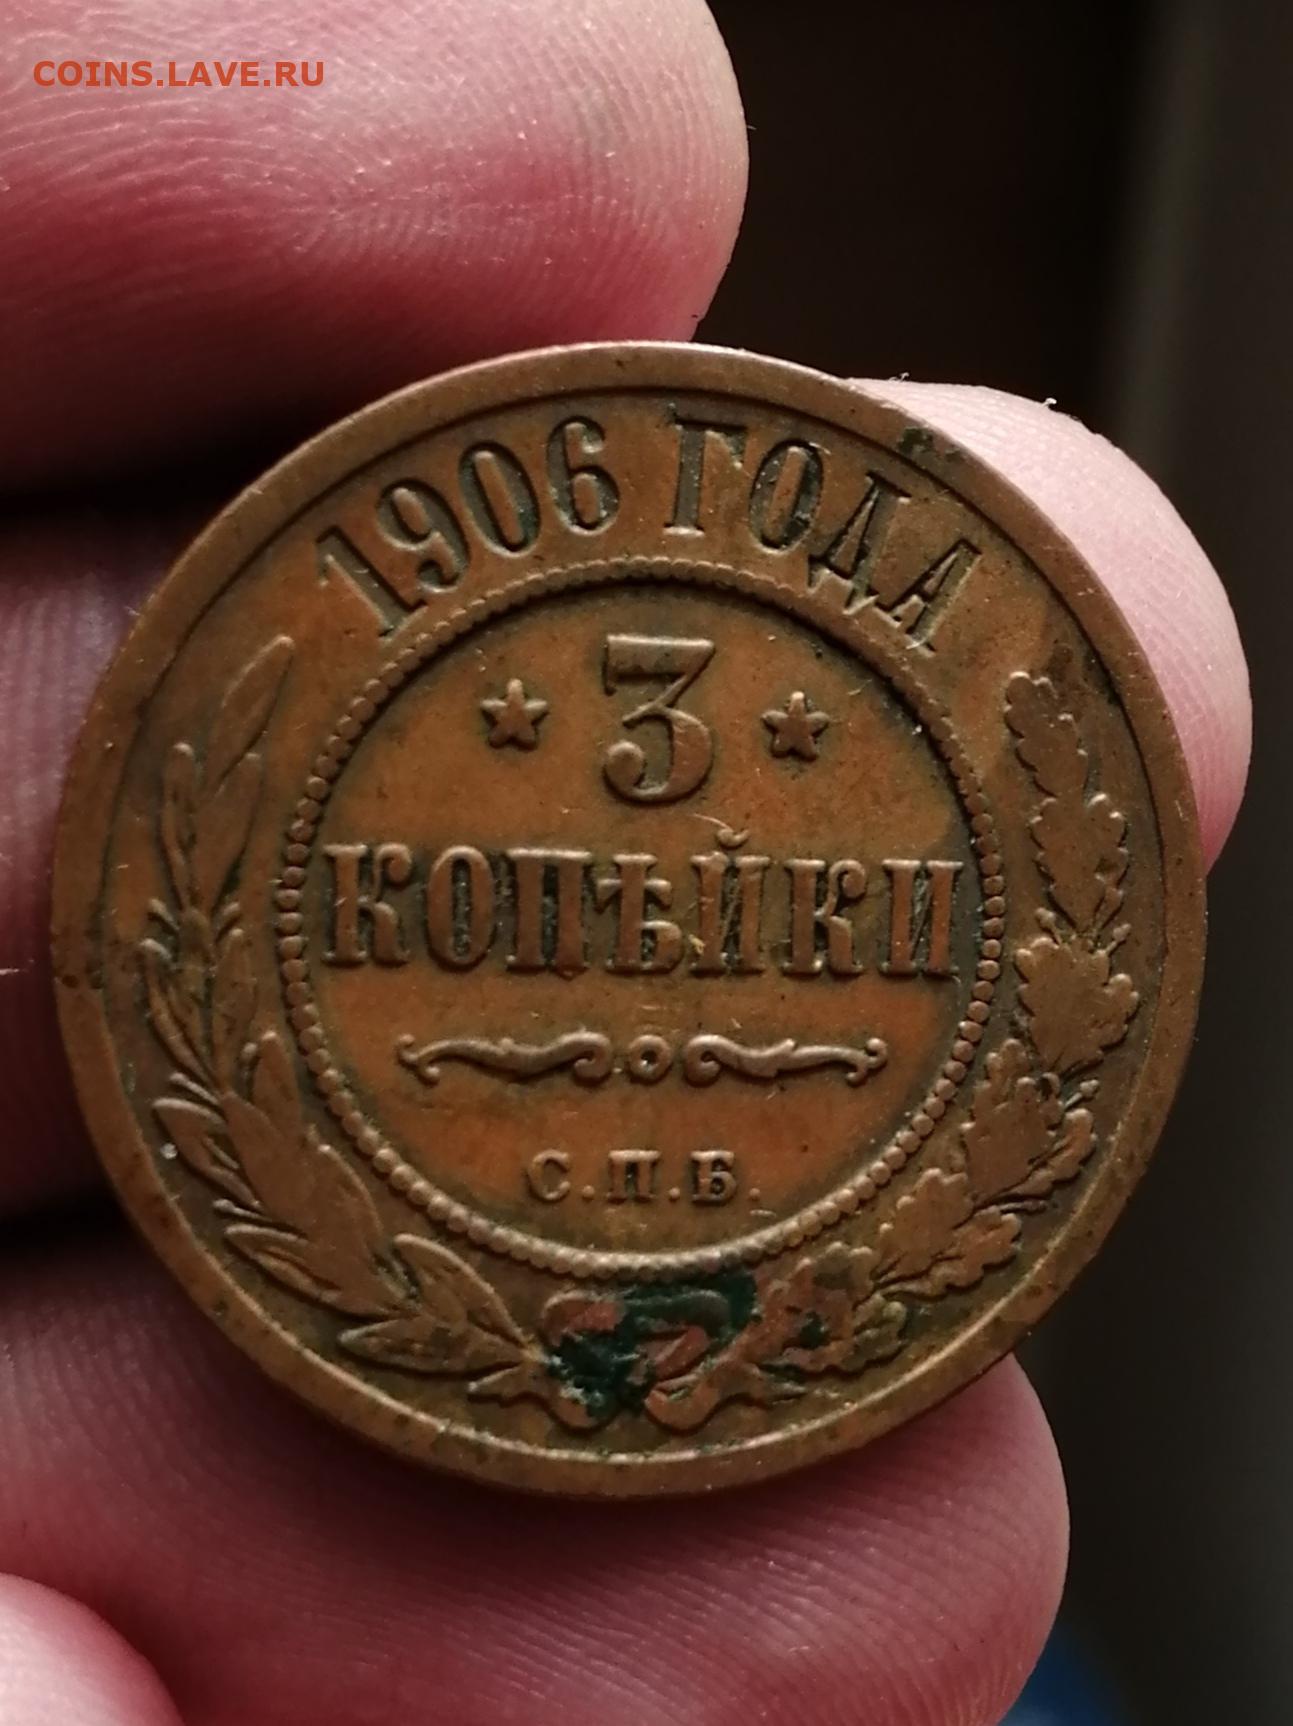 COINS.LAVE.RU
1906 ГОДА
3
КОПѢЙКИ
С.П.Б.